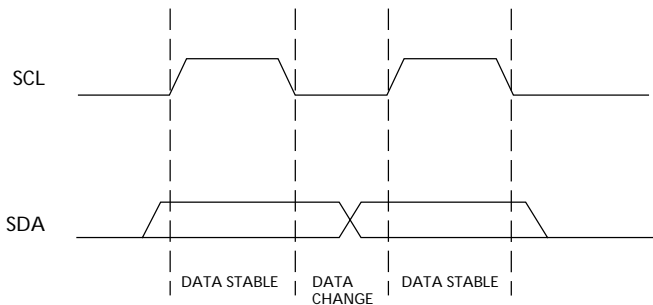 SCL
SDA
DATA STABLE
DATA
CHANGE
DATA STABLE